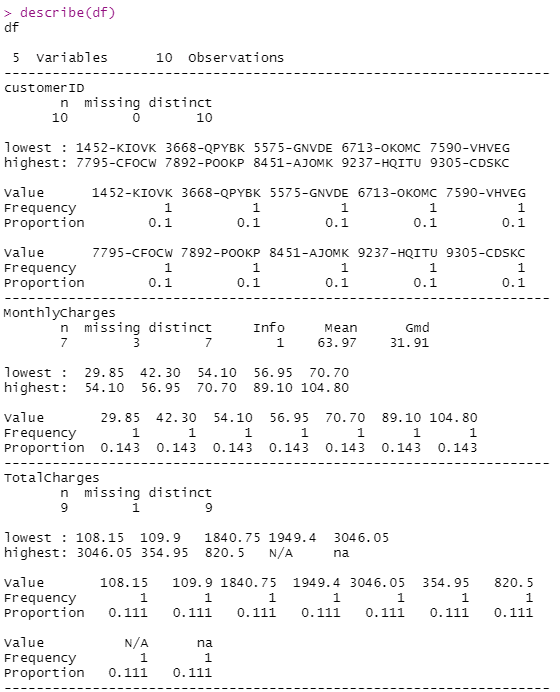 > describe(df)
df

 5  Variables      10  Observations
--------------------------------------------------------------------------------
customerID
       n  missing distinct
      10        0       10

lowest : 1452-KIOVK 3668-QPYBK 5575-GNVDE 6713-OKOMC 7590-VHVEG
highest: 7795-CFOCW 7892-POOKP 8451-AJOMK 9237-HQITU 9305-CDSKC

Value      1452-KIOVK 3668-QPYBK 5575-GNVDE 6713-OKOMC 7590-VHVEG
Frequency           1          1          1          1          1
Proportion        0.1        0.1        0.1        0.1        0.1

Value      7795-CFOCW 7892-POOKP 8451-AJOMK 9237-HQITU 9305-CDSKC
Frequency           1          1          1          1          1
Proportion        0.1        0.1        0.1        0.1        0.1
--------------------------------------------------------------------------------
MonthlyCharges
       n  missing distinct     Info     Mean      Gmd
       7        3        7        1    63.97    31.91

lowest :  29.85  42.30  54.10  56.95  70.70
highest:  54.10  56.95  70.70  89.10 104.80

Value       29.85  42.30  54.10  56.95  70.70  89.10 104.80
Frequency       1      1      1      1      1      1      1
Proportion  0.143  0.143  0.143  0.143  0.143  0.143  0.143
--------------------------------------------------------------------------------
TotalCharges
       n  missing distinct
       9        1        9

lowest : 108.15  109.9   1840.75 1949.4  3046.05
highest: 3046.05 354.95  820.5   N/A     na

Value       108.15   109.9 1840.75  1949.4 3046.05  354.95   820.5
Frequency        1       1       1       1       1       1       1
Proportion   0.111   0.111   0.111   0.111   0.111   0.111   0.111

Value          N/A      na
Frequency        1       1
Proportion   0.111   0.111
--------------------------------------------------------------------------------